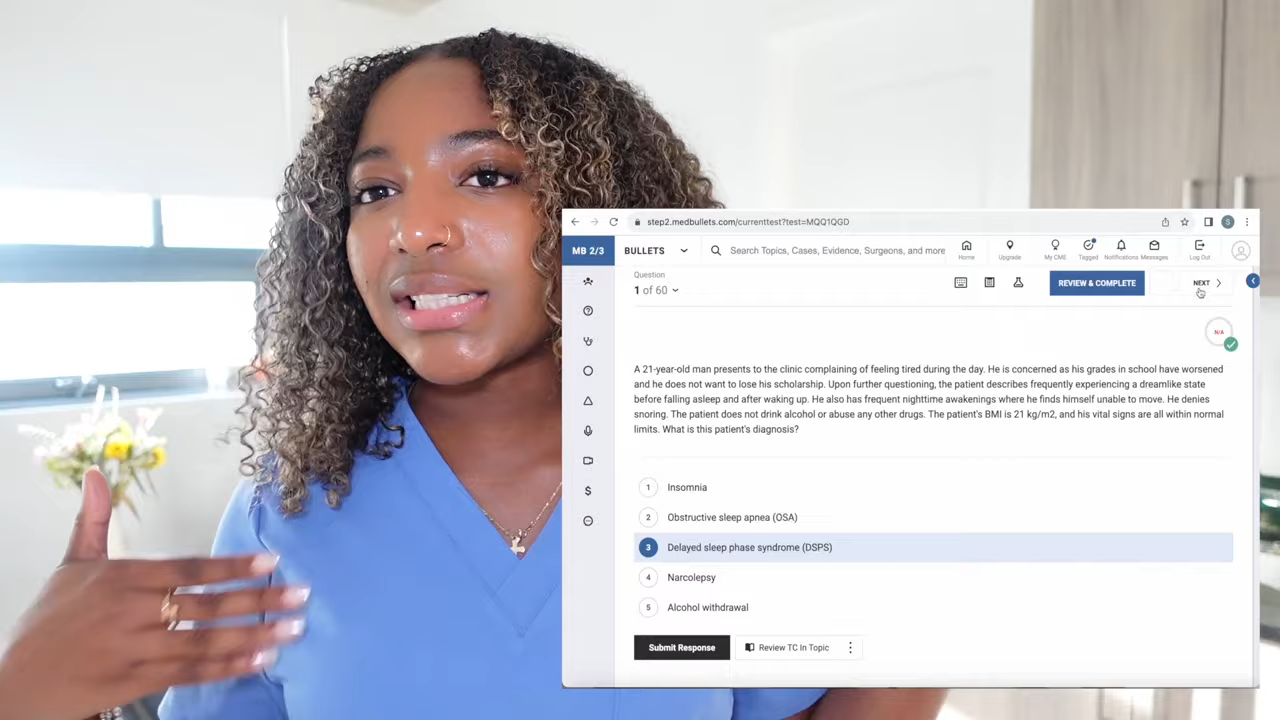 step2.medbullets.com/currenttest?test=MQQ1QGD
S
MB 2/3
BULLETS
Search Topics, Cases, Evidence, Surgeons, and more
Home
Upgrade
My CME
Tagged
Notifications
Messages
Log Out
Question
1 of 60
REVIEW & COMPLETE
NEXT
N/A
A 21-year-old man presents to the clinic complaining of feeling tired during the day. He is concerned as his grades in school have worsened
and he does not want to lose his scholarship. Upon further questioning, the patient describes frequently experiencing a dreamlike state
before falling asleep and after waking up. He also has frequent nighttime awakenings where he finds himself unable to move. He denies
snoring. The patient does not drink alcohol or abuse any other drugs. The patient's BMI is 21 kg/m2, and his vital signs are all within normal
limits. What is this patient's diagnosis?
1 Insomnia
2 Obstructive sleep apnea (OSA)
3 Delayed sleep phase syndrome (DSPS)
4 Narcolepsy
5 Alcohol withdrawal
Submit Response
Review TC In Topic